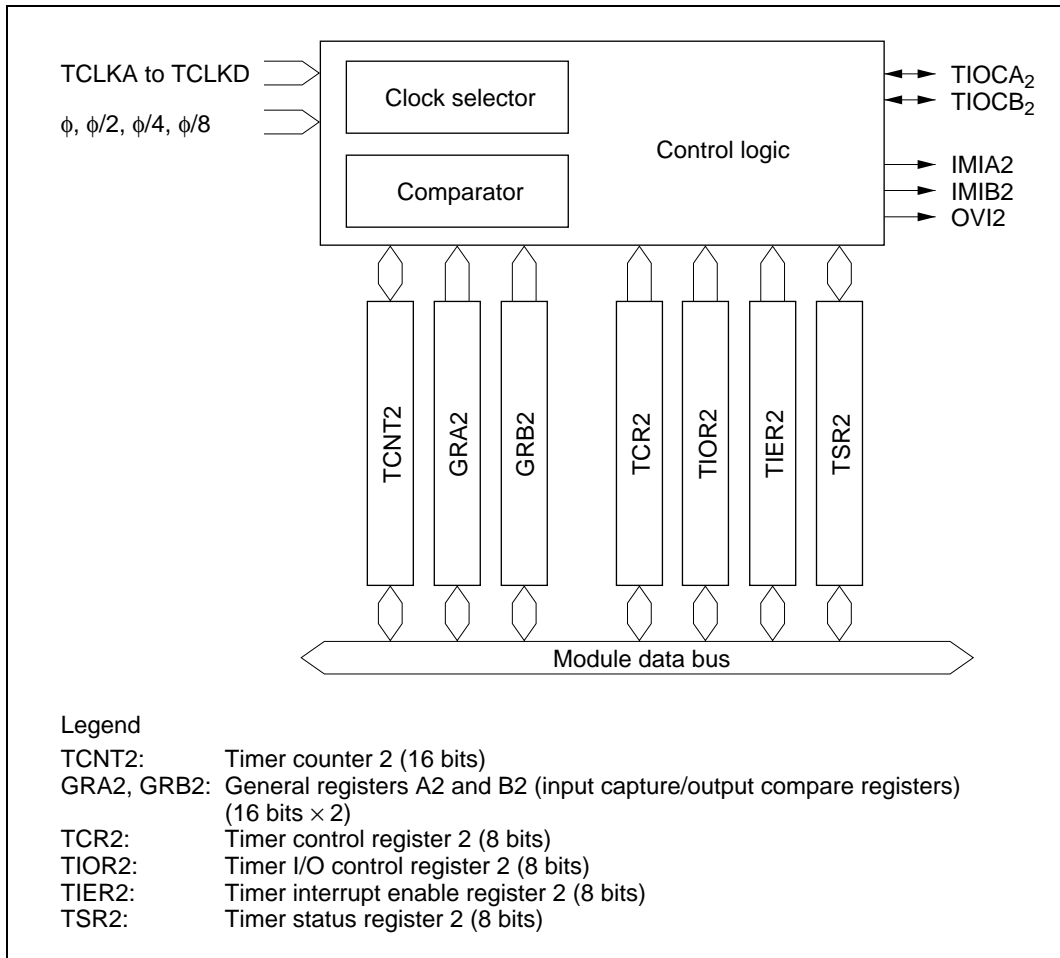 TCLKA to TCLKD
ϕ, ϕ/2, ϕ/4, ϕ/8
Clock selector
Comparator
Control logic
TIOCA2
TIOCB2
IMIA2
IMIB2
OVI2
TCNT2
GRA2
GRB2
TCR2
TIOR2
TIER2
TSR2
Module data bus
Legend
TCNT2: Timer counter 2 (16 bits)
GRA2, GRB2: General registers A2 and B2 (input capture/output compare registers)
(16 bits × 2)
TCR2: Timer control register 2 (8 bits)
TIOR2: Timer I/O control register 2 (8 bits)
TIER2: Timer interrupt enable register 2 (8 bits)
TSR2: Timer status register 2 (8 bits)